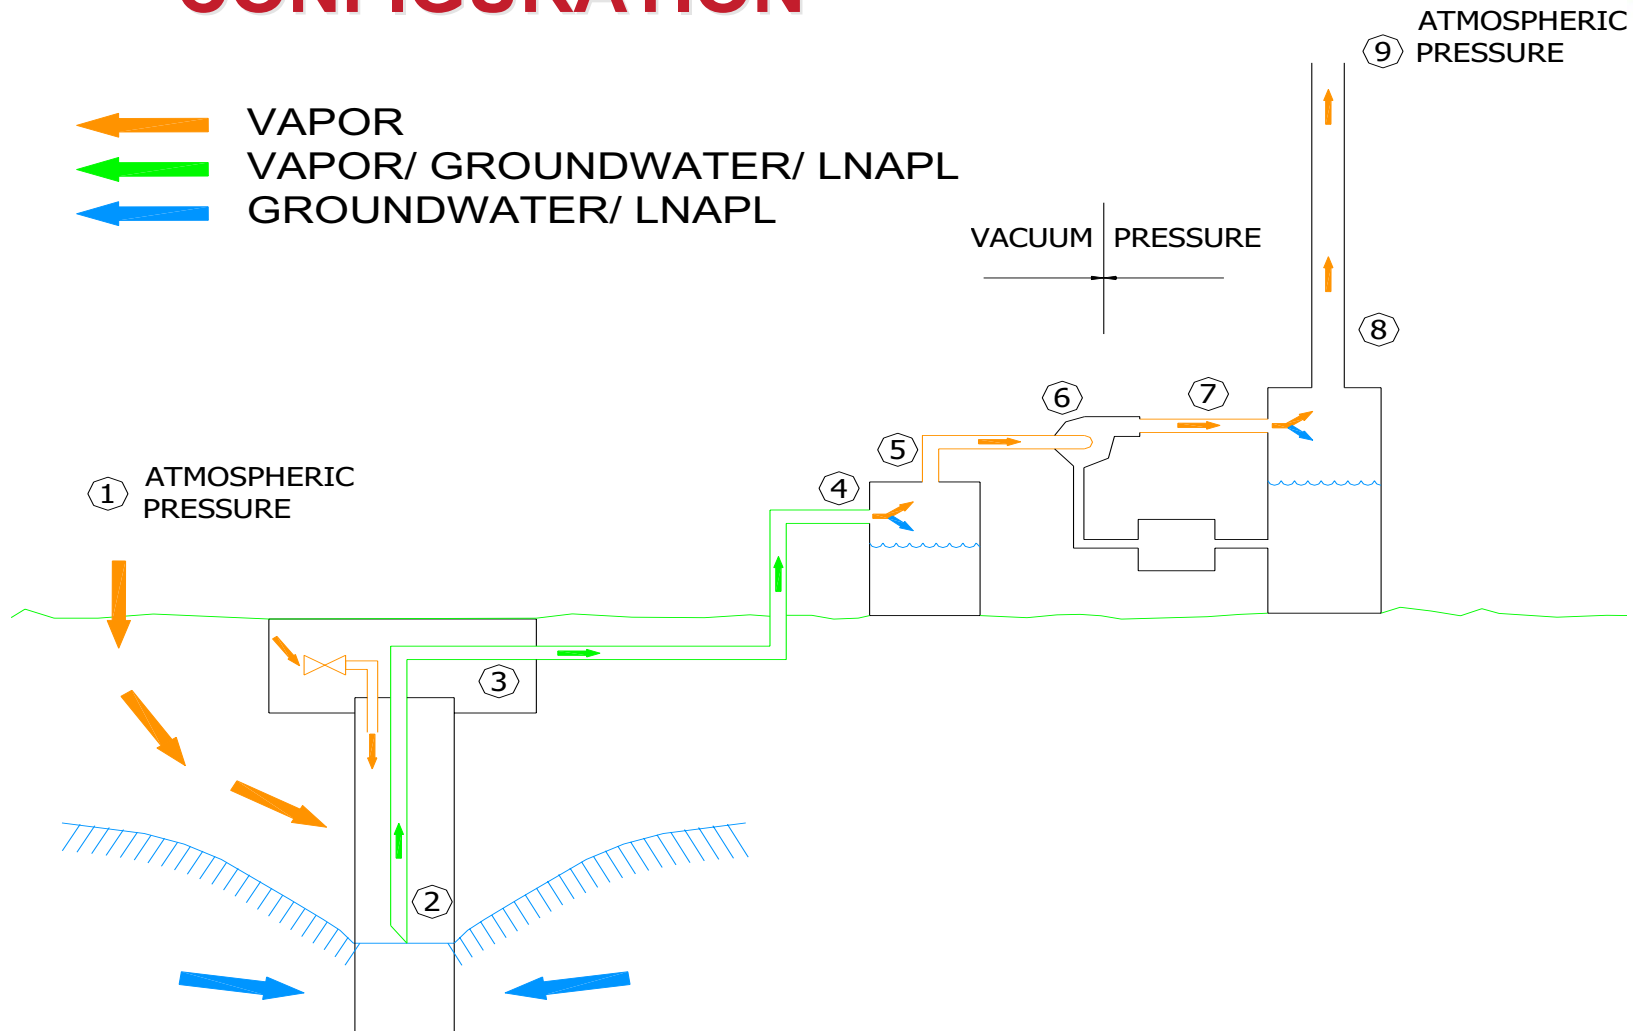 CONFIGURATION
ATMOSPHERIC
9 PRESSURE
VAPOR
VAPOR/ GROUNDWATER/ LNAPL
GROUNDWATER/ LNAPL
VACUUM PRESSURE
8
7
6
5
4
ATMOSPHERIC
1 PRESSURE
3
2